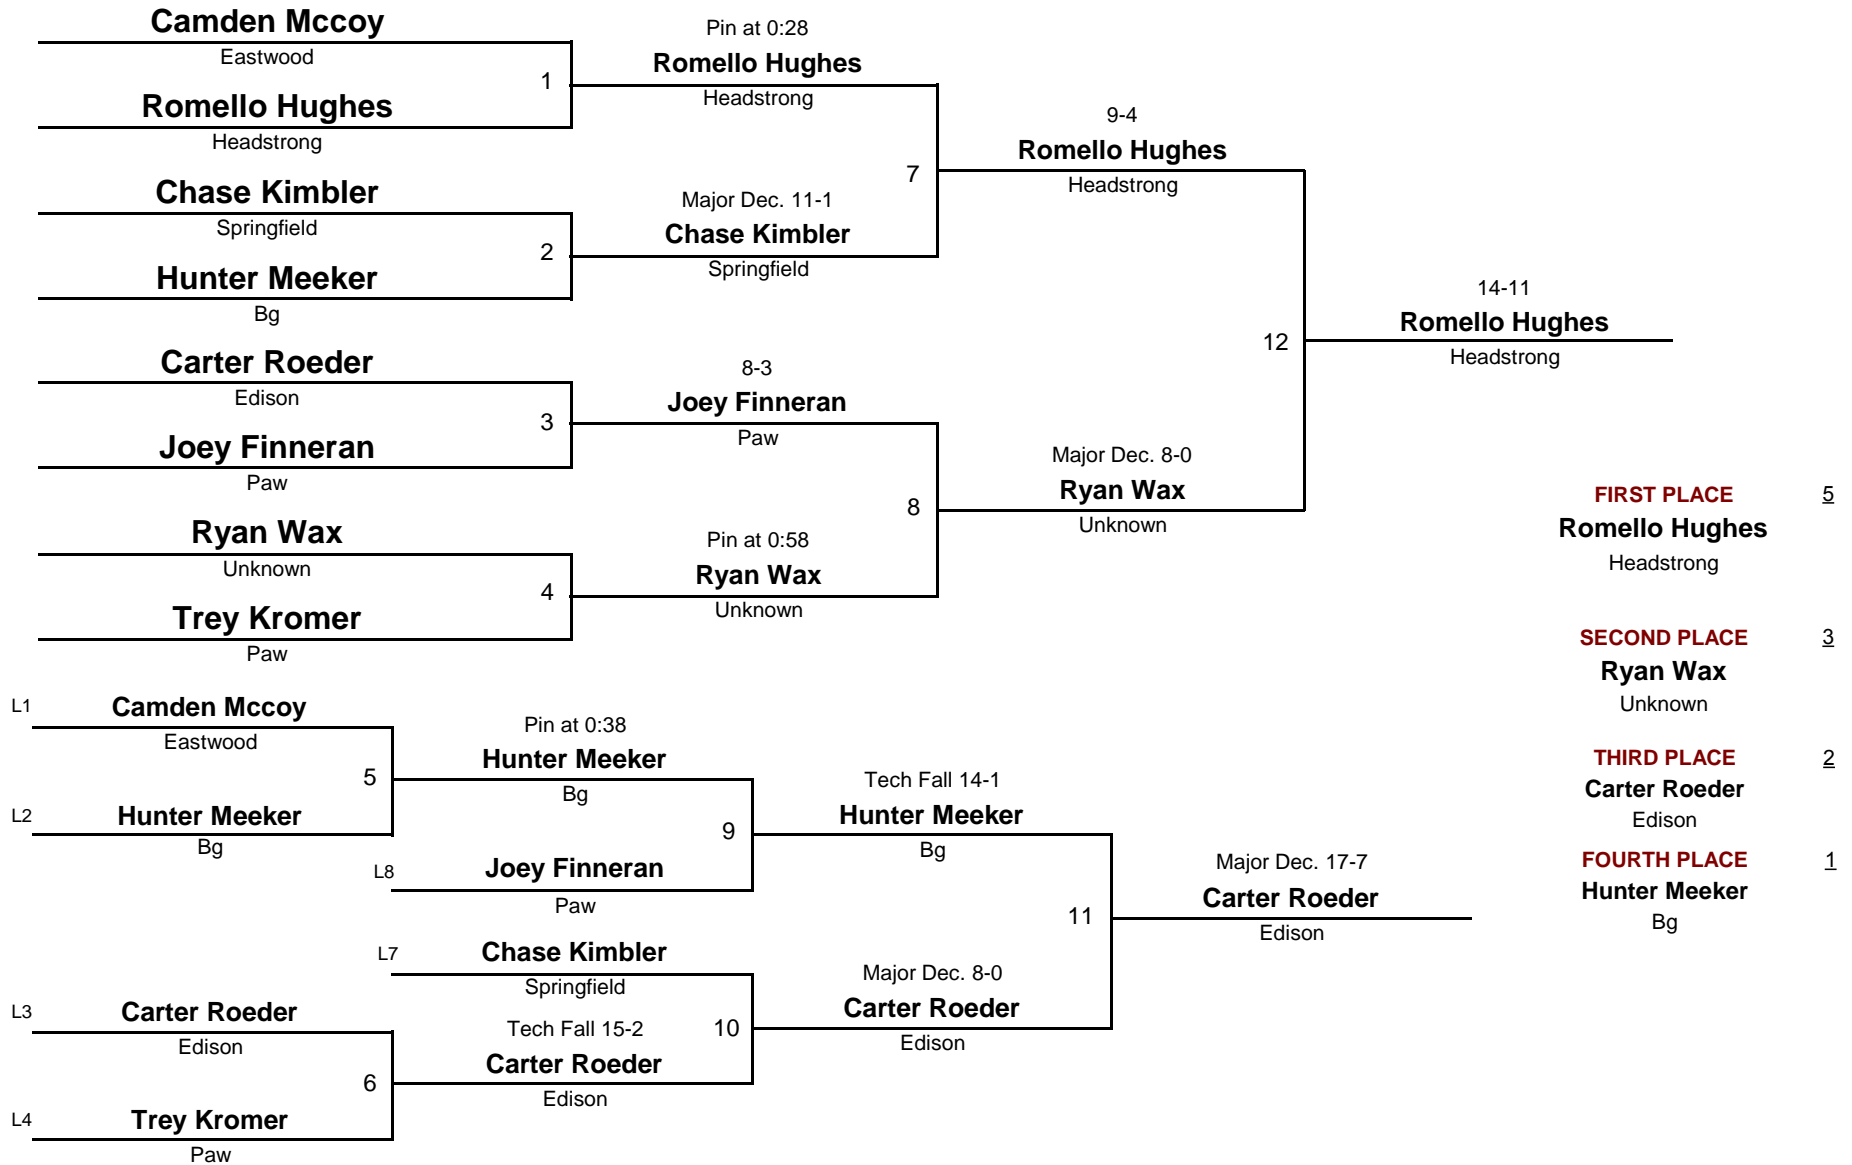 Camden Mccoy
Eastwood
1
Romello Hughes
Headstrong
Chase Kimbler
Springfield
2
Hunter Meeker
Bg
Carter Roeder
Edison
3
Joey Finneran
Paw
Ryan Wax
Unknown
4
Trey Kromer
Paw
Pin at 0:28
Romello Hughes
Headstrong
7
Major Dec. 11-1
Chase Kimbler
Springfield
8-3
Joey Finneran
Paw
8
Pin at 0:58
Ryan Wax
Unknown
9-4
Romello Hughes
Headstrong
12
Major Dec. 8-0
Ryan Wax
Unknown
14-11
Romello Hughes
Headstrong
FIRST PLACE 5
Romello Hughes
Headstrong
SECOND PLACE 3
Ryan Wax
Unknown
THIRD PLACE 2
Carter Roeder
Edison
FOURTH PLACE 1
Hunter Meeker
Bg
L1 Camden Mccoy
Eastwood
5
L2 Hunter Meeker
Bg
L3 Carter Roeder
Edison
6
L4 Trey Kromer
Paw
Pin at 0:38
Hunter Meeker
Bg
9
L8 Joey Finneran
Paw
L7 Chase Kimbler
Springfield
10
Tech Fall 15-2
Carter Roeder
Edison
Tech Fall 14-1
Hunter Meeker
Bg
11
Major Dec. 8-0
Carter Roeder
Edison
Major Dec. 17-7
Carter Roeder
Edison